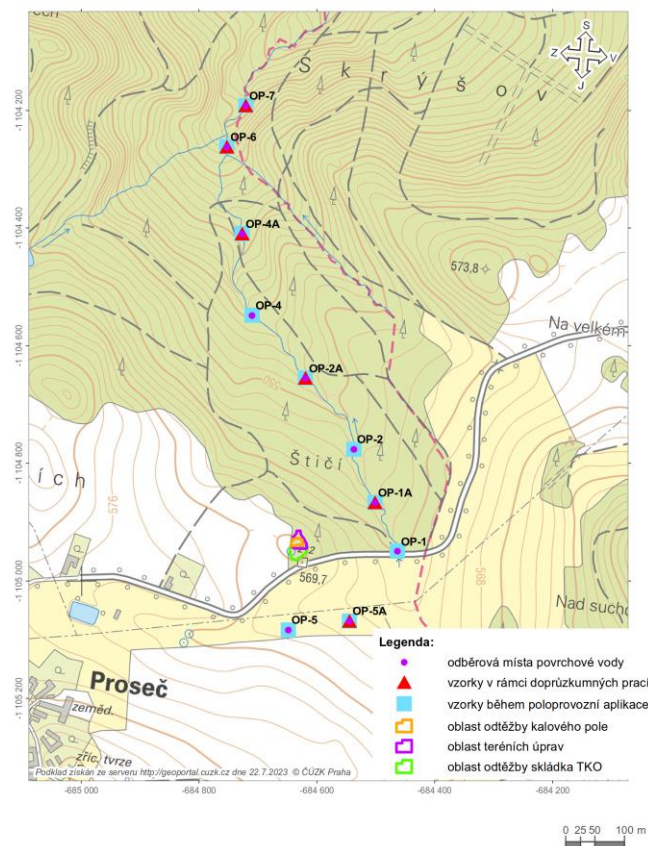 ech
S k r ý š o v
S
Z
V
J
OP-7
OP-6
OP-4A
573,8
OP-4
Na velkém
OP-2A
550
OP-2
Štičí
ích
576
OP-1A
OP-1
569,7
568
OP-5A
Nad sucho
OP-5
Proseč
zeměd.
zříc. tvrze
Legenda:
odběrová místa povrchové vody
vzorky v rámci doprůzkumných prací
vzorky během poloprovozní aplikace
oblast odtěžby kalového pole
oblast teréních úprav
oblast odtěžby skládka TKO
Podklad získán ze serveru http://geoportal.cuzk.cz dne 22.7.2023 © ČÚZK Praha
-1 104 200
-1 104 400
-1 104 600
-1 104 800
-1 105 000
-1 105 200
-685 000
-684 800
-684 600
-684 400
-684 200
0 25 50 100 m